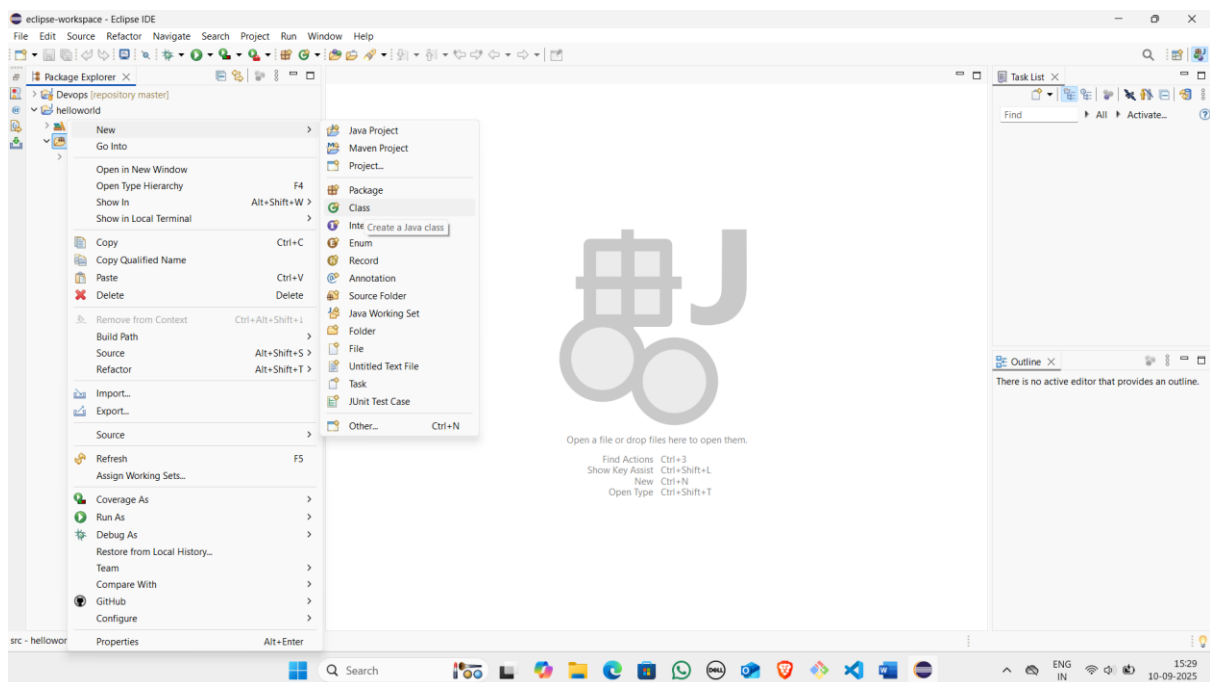 eclipse-workspace - Eclipse IDE
File Edit Source Refactor Navigate Search Project Run Window Help
Package Explorer
Devops [repository master]
helloworld
New
Go Into
Open in New Window
Open Type Hierarchy F4
Show In Alt+Shift+W
Show in Local Terminal
Copy Ctrl+C
Copy Qualified Name
Paste Ctrl+V
Delete Delete
Remove from Context Ctrl+Alt+Shift+↓
Build Path
Source Alt+Shift+S
Refactor Alt+Shift+T
Import...
Export...
Source
Refresh F5
Assign Working Sets...
Coverage As
Run As
Debug As
Restore from Local History...
Team
Compare With
GitHub
Configure
Properties Alt+Enter
Java Project
Maven Project
Project...
Package
Class
Inte
Create a Java class
Enum
Record
Annotation
Source Folder
Java Working Set
Folder
File
Untitled Text File
Task
JUnit Test Case
Other... Ctrl+N
Open a file or drop files here to open them.
Find Actions Ctrl+3
Show Key Assist Ctrl+Shift+L
New Ctrl+N
Open Type Ctrl+Shift+T
Task List
Find All Activate...
Outline
There is no active editor that provides an outline.
src - hellowor
Search
DELL
ENG
IN
15:29
10-09-2025